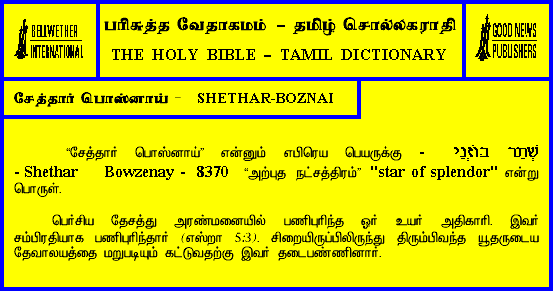 BELLWETHER
INTERNATIONAL
பரிசுத்த வேதாகமம் – தமிழ் சொல்லகராதி
THE HOLY BIBLE – TAMIL DICTIONARY
GOOD NEWS
PUBLISHERS
சேத்தார் பொஸ்னாய் – SHETHAR-BOZNAI
“சேத்தார் பொஸ்னாய்” என்னும் எபிரெய பெயருக்கு - שְׁתַר בּוֹזְנַי
- Shethar Bowzenay - 8370 “அற்புத நட்சத்திரம்” "star of splendor" என்று
பொருள்.
பெர்சிய தேசத்து அரண்மனையில் பணிபுரிந்த ஓர் உயர் அதிகாரி. இவர்
சம்பிரதியாக பணிபுரிந்தார் (எஸ்றா 5:3). சிறையிருப்பிலிருந்து திரும்பிவந்த யூதருடைய
தேவாலயத்தை மறுபடியும் கட்டுவதற்கு இவர் தடைபண்ணினார்.